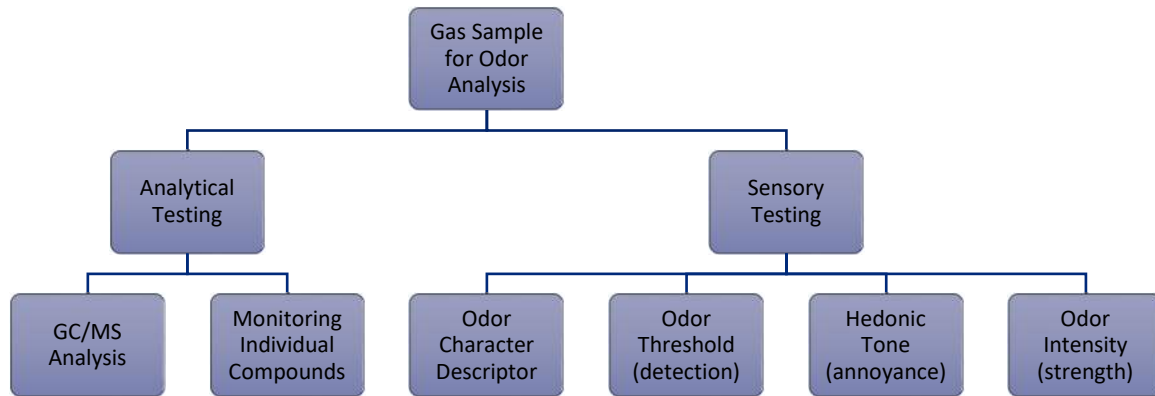 Gas Sample
for Odor
Analysis
Analytical
Testing
Sensory
Testing
GC/MS
Analysis
Monitoring
Individual
Compounds
Odor
Character
Descriptor
Odor
Threshold
(detection)
Hedonic
Tone
(annoyance)
Odor
Intensity
(strength)